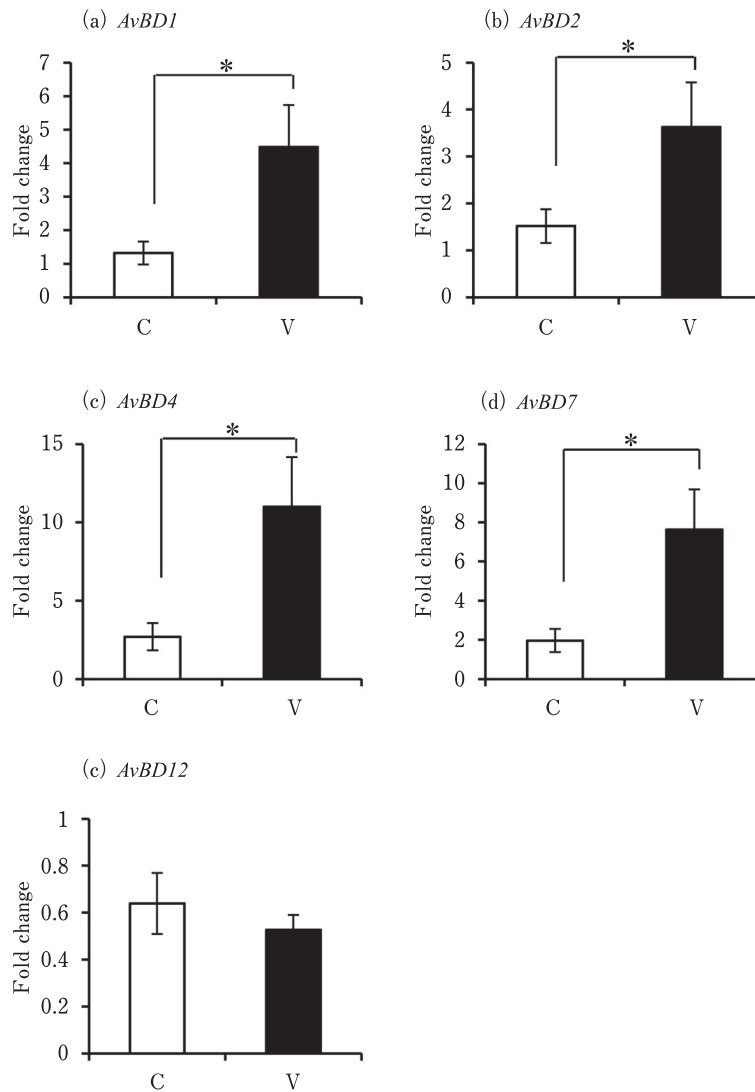 (a) AvBD1
7
6
5
4
3
2
1
0
Fold change
*
C V
(b) AvBD2
5
4
3
2
1
0
Fold change
*
C V
(c) AvBD4
15
10
5
0
Fold change
*
C V
(d) AvBD7
12
10
8
6
4
2
0
Fold change
*
C V
(c) AvBD12
1
0.8
0.6
0.4
0.2
0
Fold change
C V